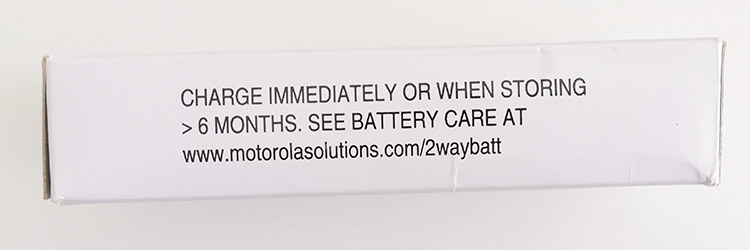 CHARGE IMMEDIATELY OR WHEN STORING
> 6 MONTHS. SEE BATTERY CARE AT
www.motorolasolutions.com/2waybatt